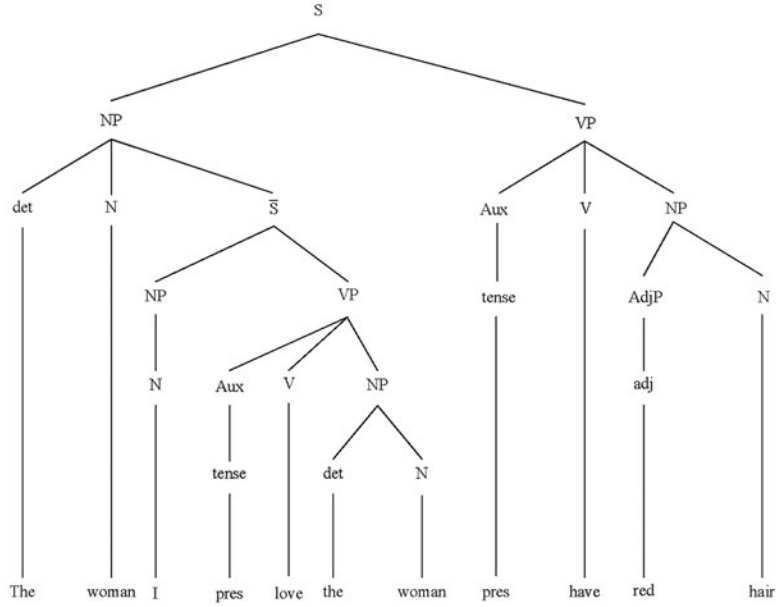 S
NP VP
det N S̅ Aux V NP
NP VP tense AdjP N
N Aux V NP adj
tense det N
The woman I pres love the woman pres have red hair